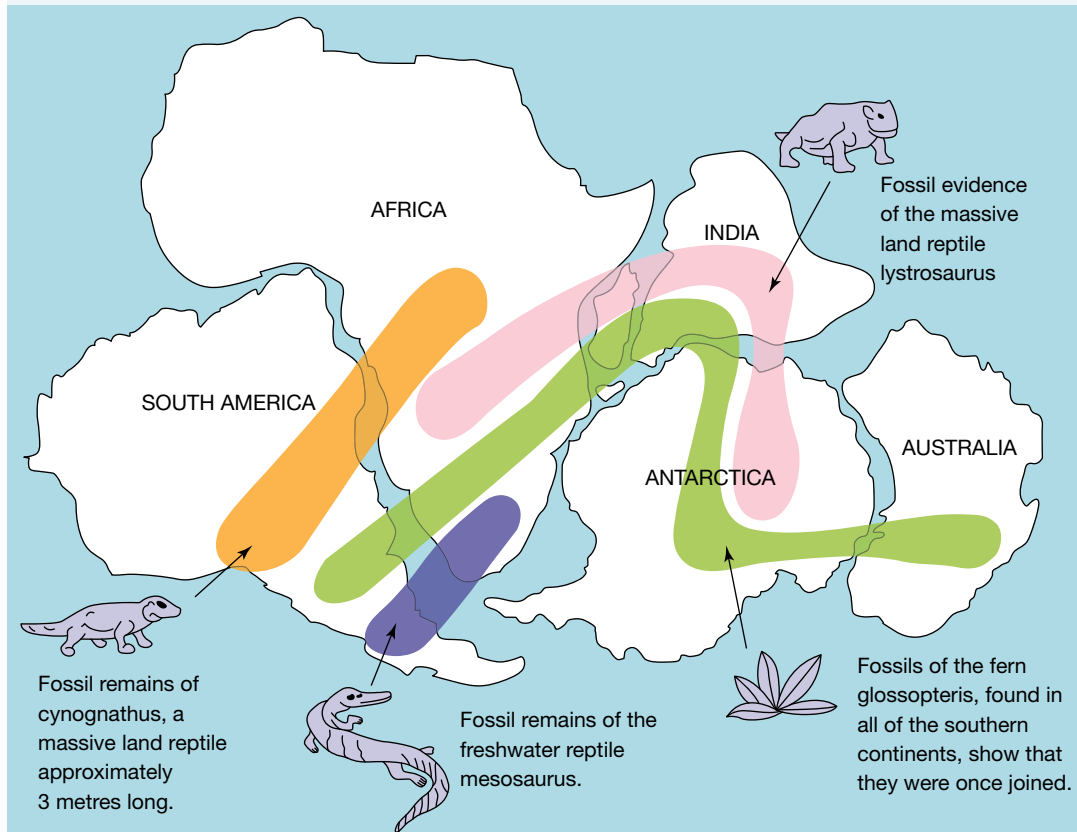 AFRICA
INDIA
Fossil evidence
of the massive
land reptile
lystrosaurus
SOUTH AMERICA
ANTARCTICA
AUSTRALIA
Fossil remains of
cynognathus, a
massive land reptile
approximately
3 metres long.
Fossil remains of the
freshwater reptile
mesosaurus.
Fossils of the fern
glossopteris, found in
all of the southern
continents, show that
they were once joined.